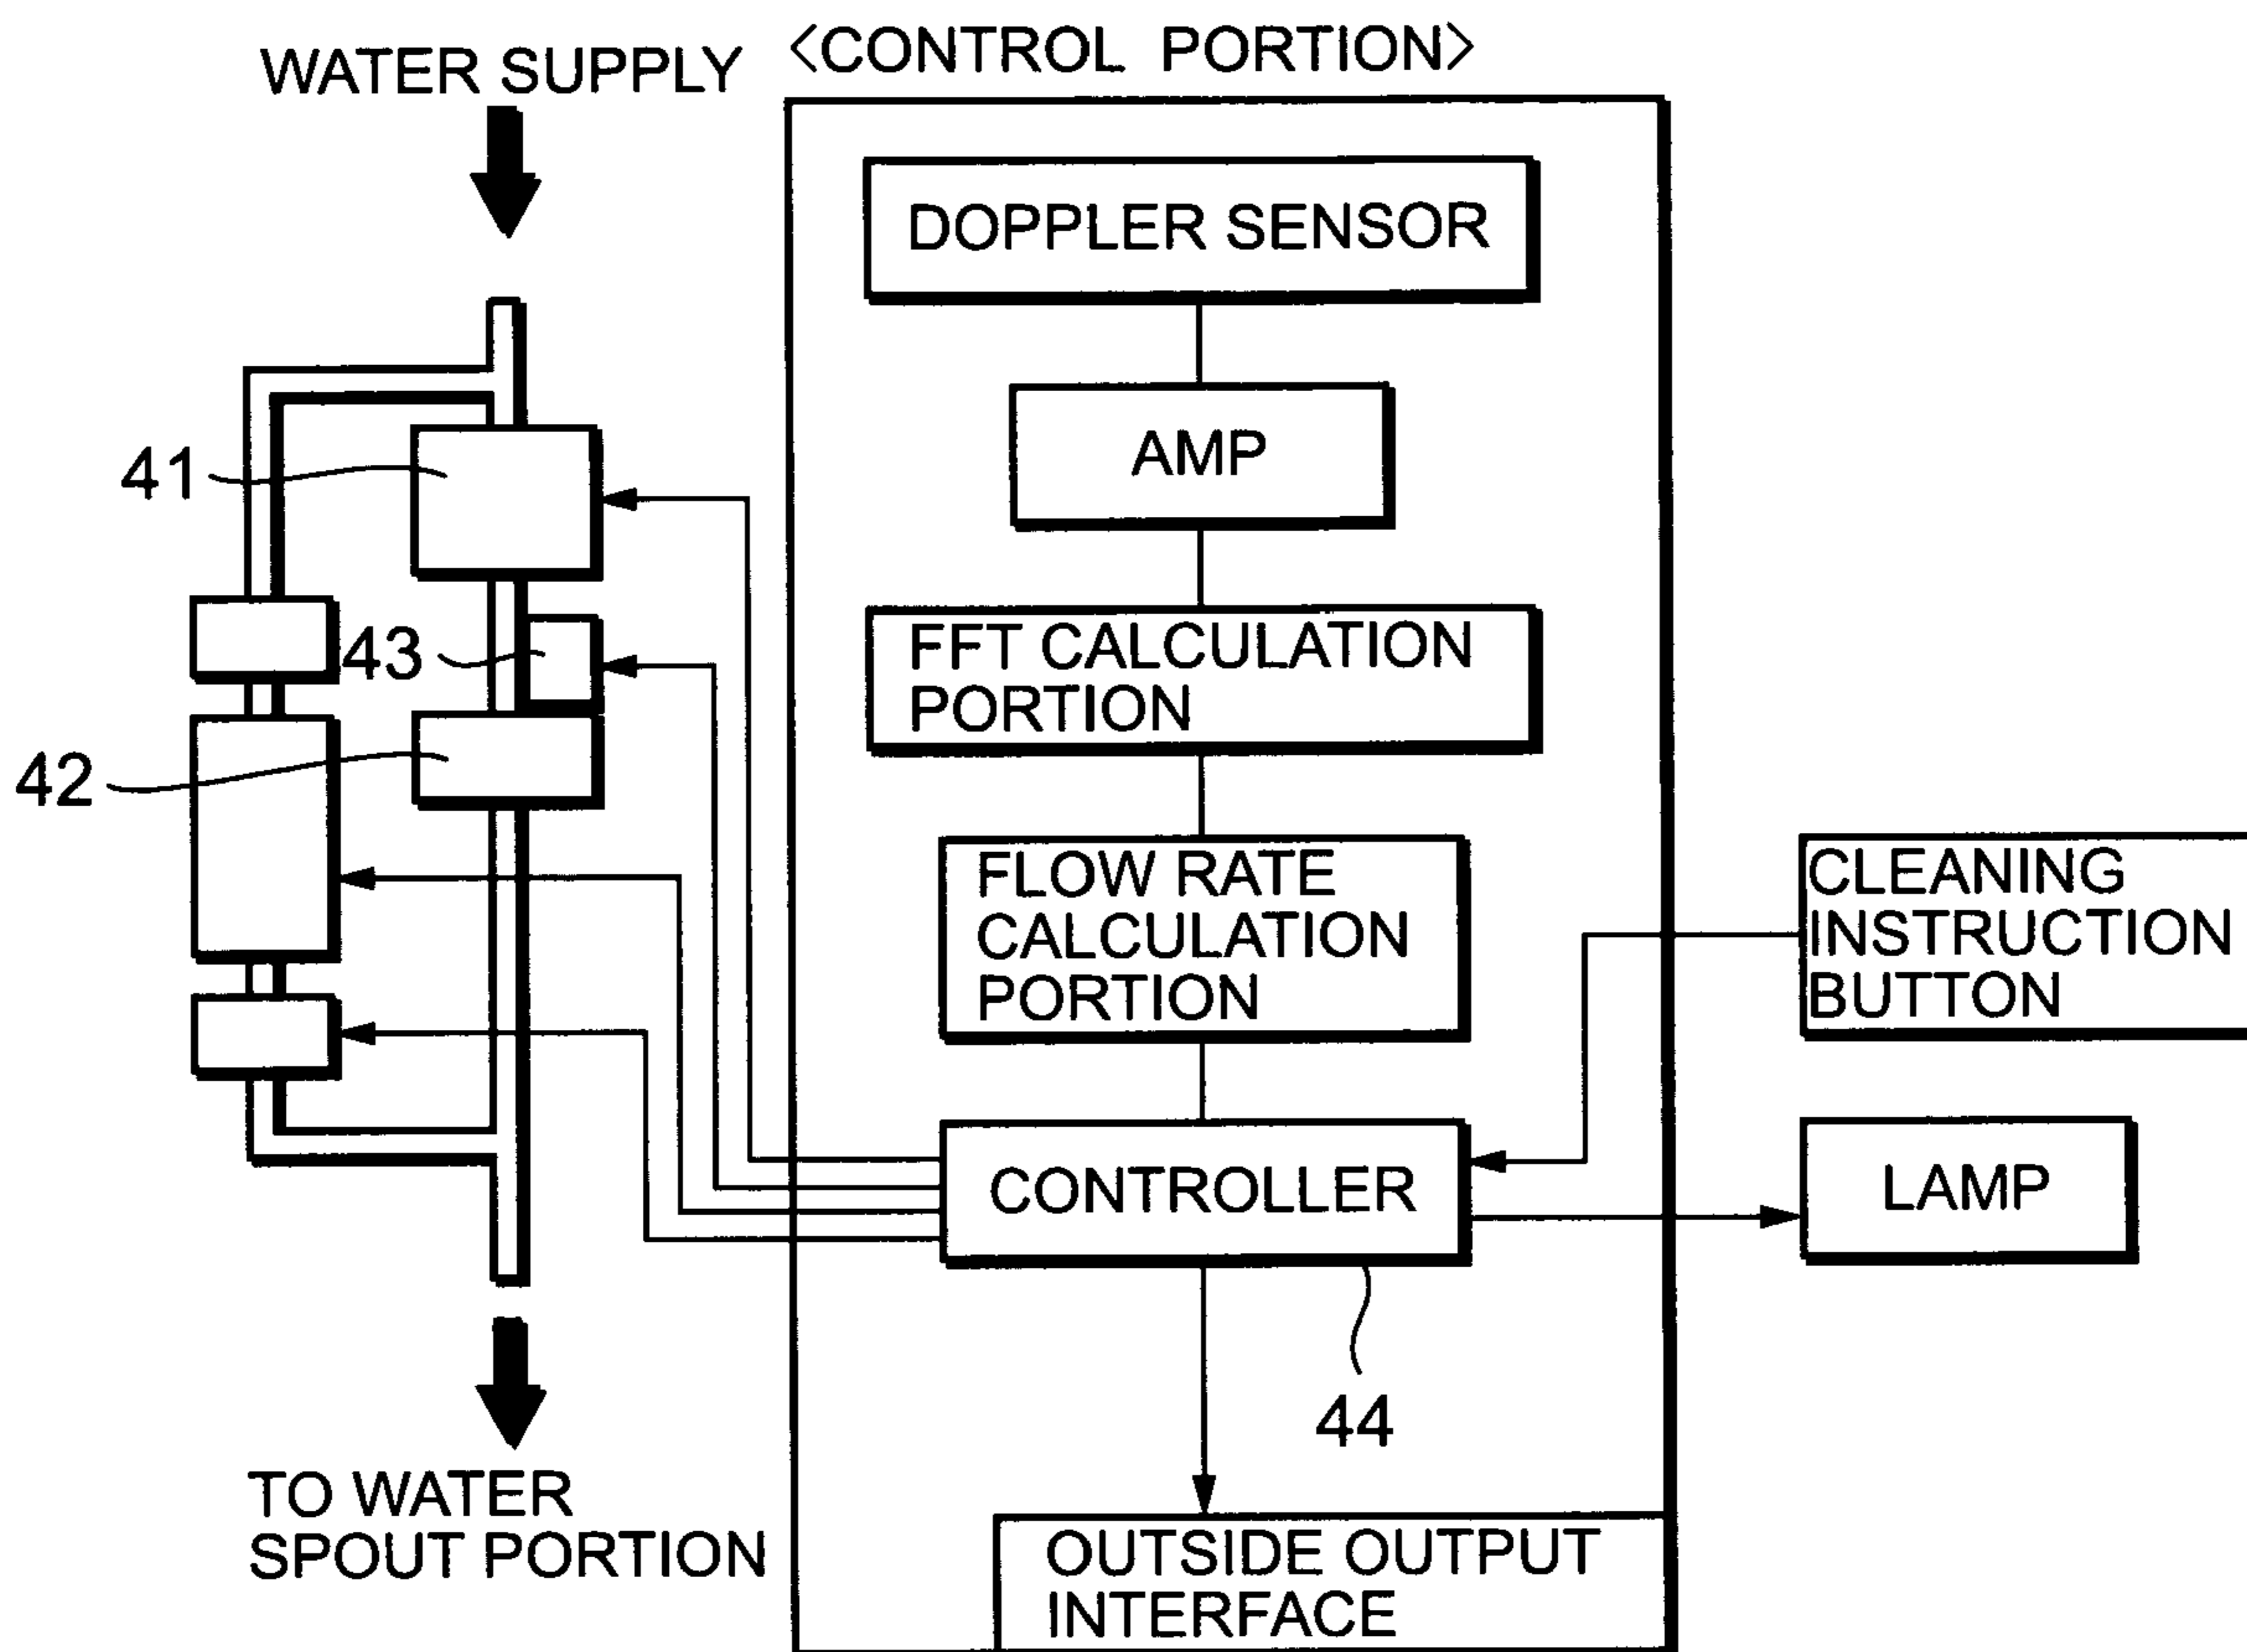 WATER SUPPLY
<CONTROL PORTION>
DOPPLER SENSOR
AMP
41
FFT CALCULATION
PORTION
43
42
FLOW RATE
CALCULATION
PORTION
CLEANING
INSTRUCTION
BUTTON
CONTROLLER
LAMP
44
TO WATER
SPOUT PORTION
OUTSIDE OUTPUT
INTERFACE